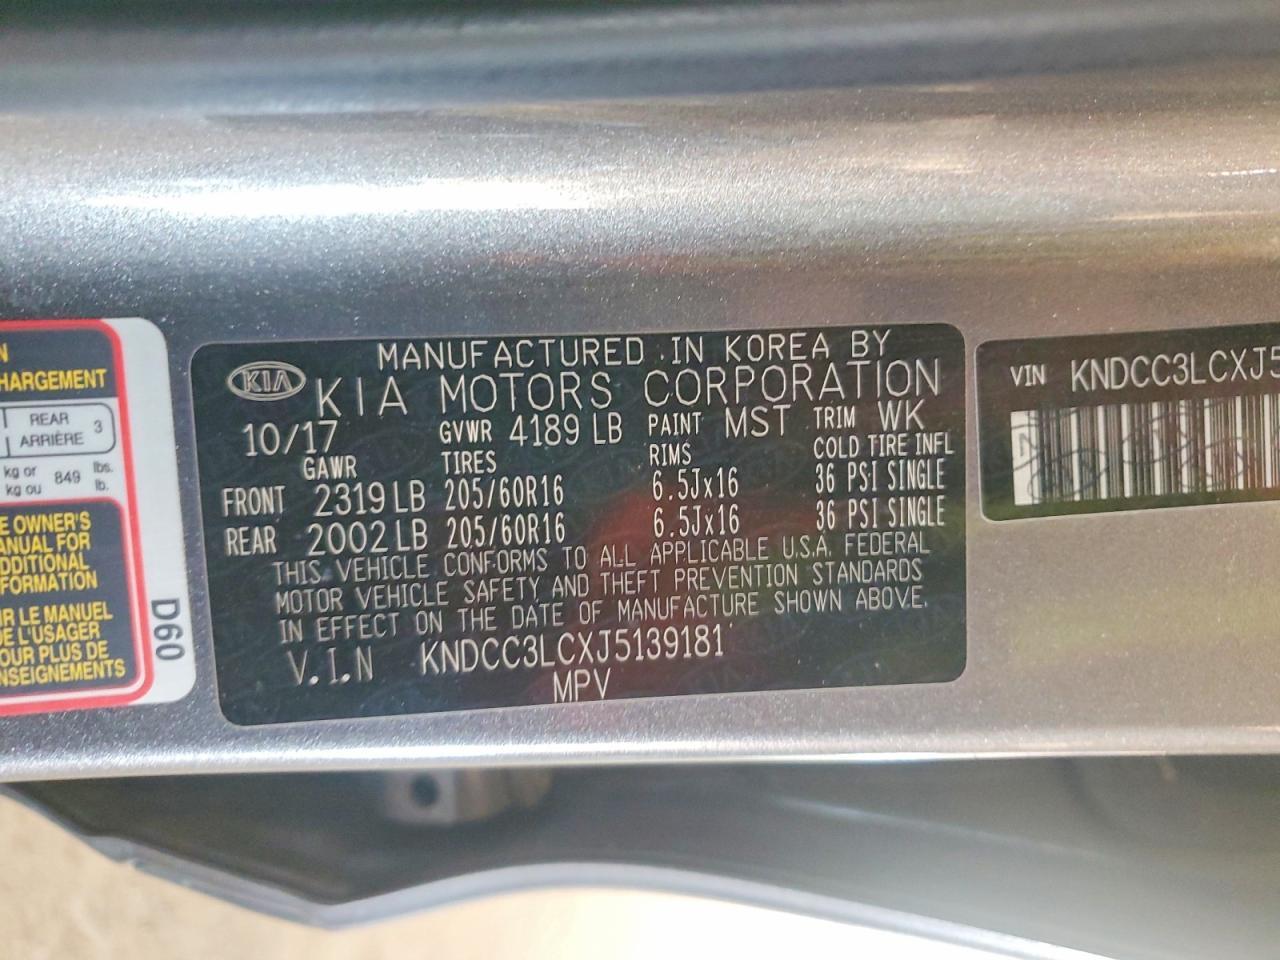 N
HARGEMENT
REAR
ARRIÈRE 3
kg or
kg ou 849 lbs.
lb.
E OWNER'S
ANUAL FOR
DDITIONAL
FORMATION
IR LE MANUEL
DE L'USAGER
OUR PLUS DE
NSEIGNEMENTS
D60
KIA
MANUFACTURED IN KOREA BY
KIA MOTORS CORPORATION
10/17 GVWR 4189 LB PAINT MST TRIM WK
GAWR TIRES RIMS COLD TIRE INFL
FRONT 2319 LB 205/60R16 6.5Jx16 36 PSI SINGLE
REAR 2002 LB 205/60R16 6.5Jx16 36 PSI SINGLE
THIS VEHICLE CONFORMS TO ALL APPLICABLE U.S.A. FEDERAL
MOTOR VEHICLE SAFETY AND THEFT PREVENTION STANDARDS
IN EFFECT ON THE DATE OF MANUFACTURE SHOWN ABOVE.
V.I.N KNDCC3LCXJ5139181
MPV
VIN KNDCC3LCXJ5